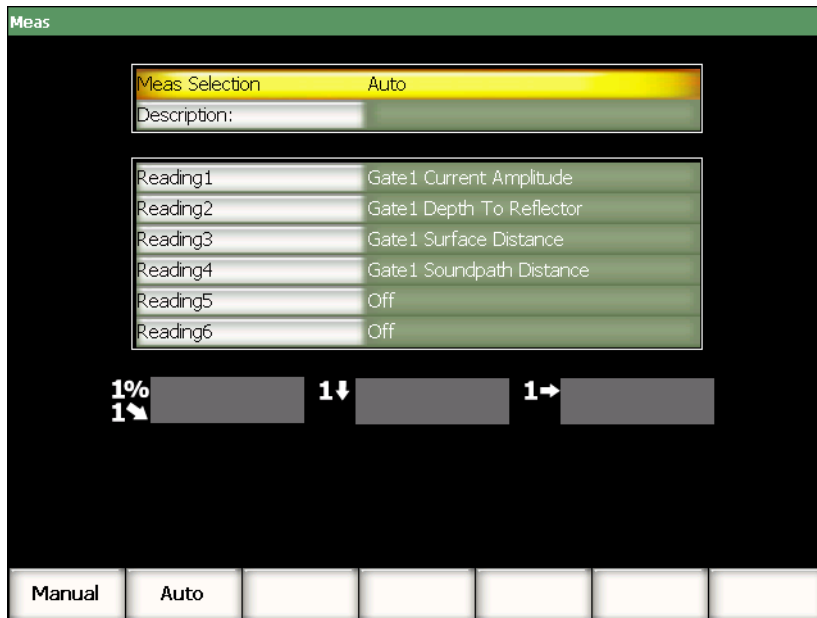 Meas
Meas Selection Auto
Description:
Reading1 Gate1 Current Amplitude
Reading2 Gate1 Depth To Reflector
Reading3 Gate1 Surface Distance
Reading4 Gate1 Soundpath Distance
Reading5 Off
Reading6 Off
1% 1⬇ 1➡
1⬊
Manual Auto